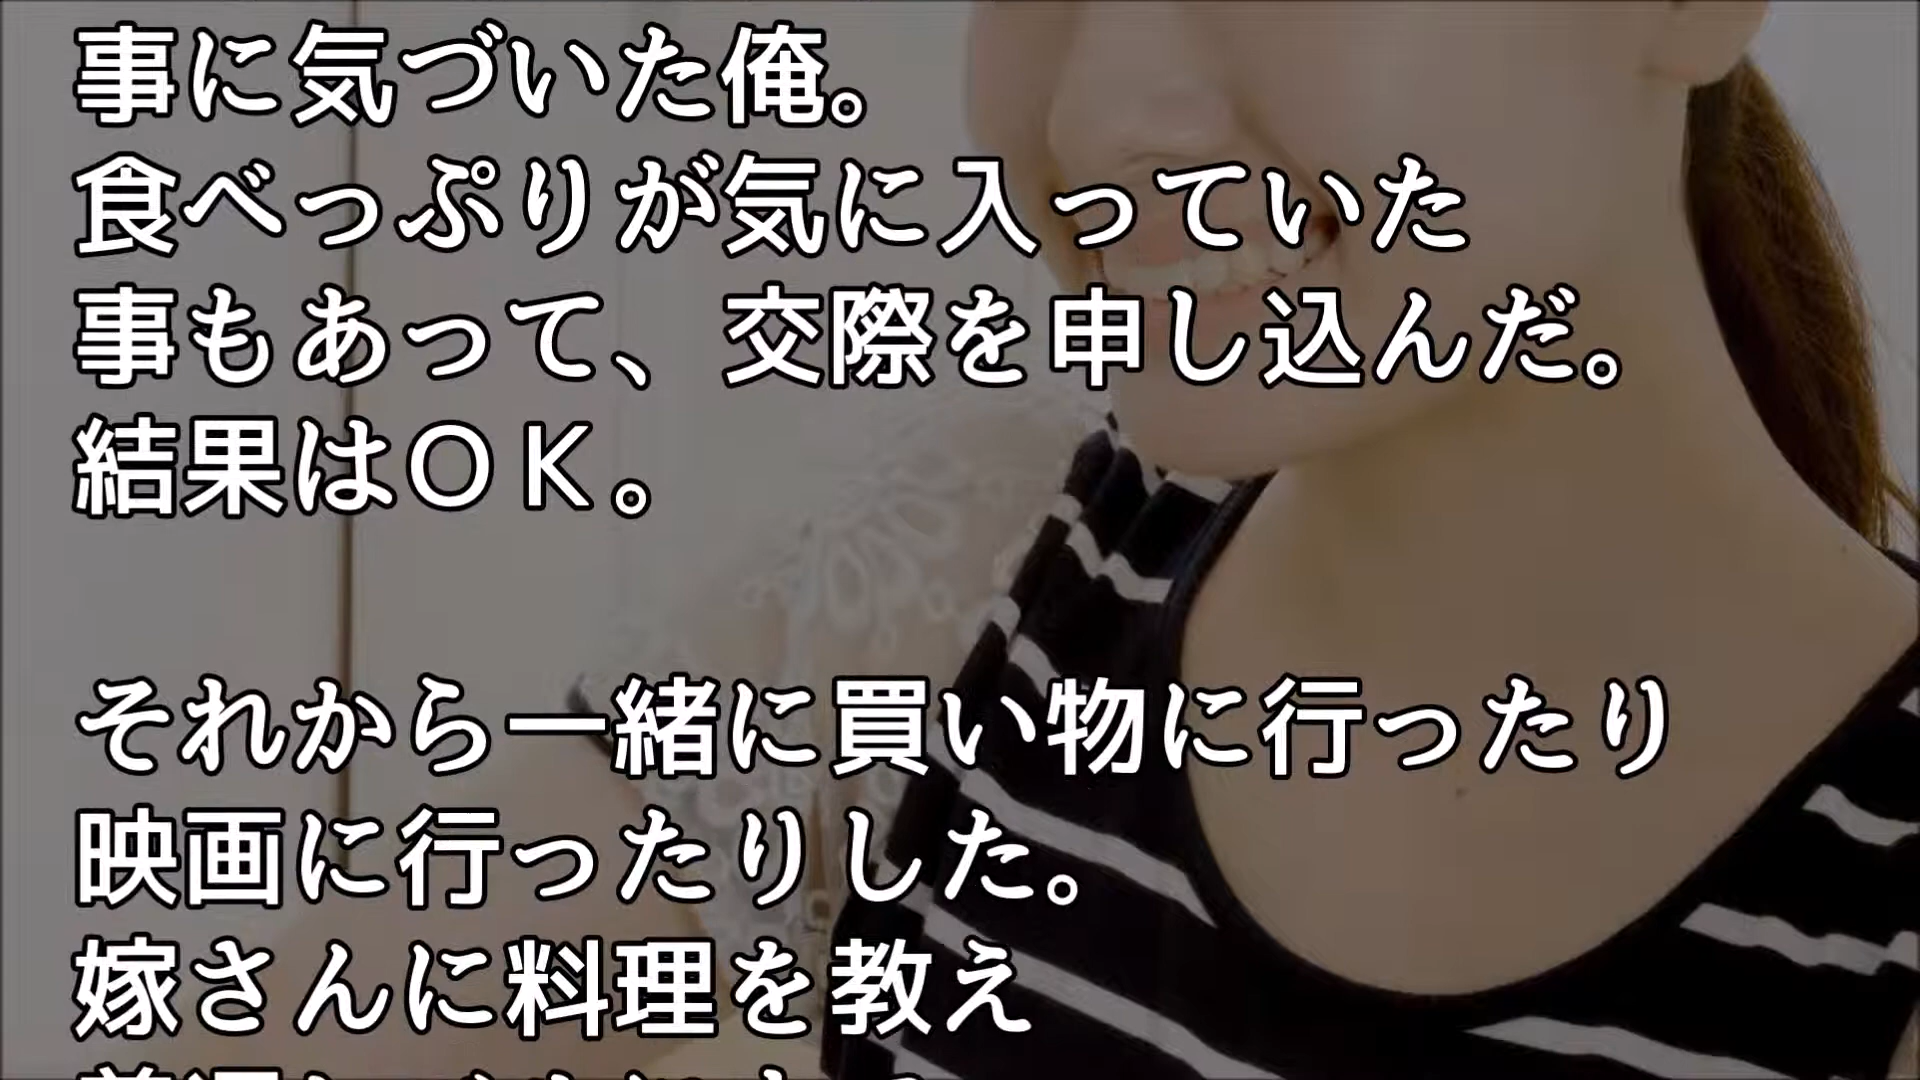 事に気づいた俺。
食べっぷりが気に入っていた
事もあって、交際を申し込んだ。
結果はＯＫ。
それから一緒に買い物に行ったり
映画に行ったりした。
嫁さんに料理を教え